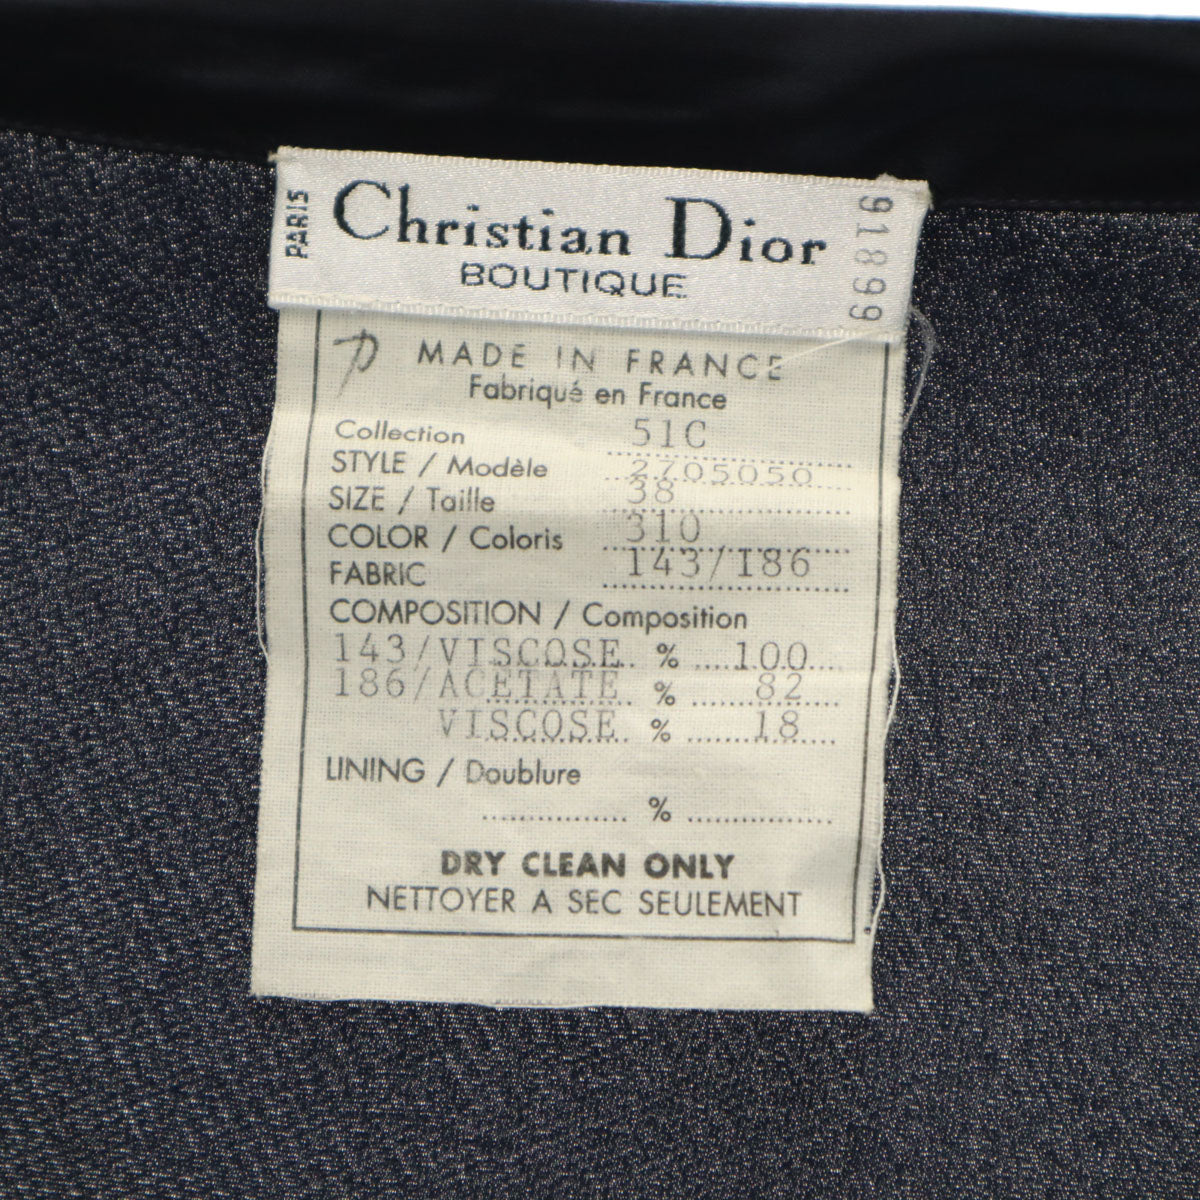 PARIS
Christian Dior
BOUTIQUE
91899
MADE IN FRANCE
Fabriqué en France
Collection 51C
STYLE / Modèle 2705050
SIZE / Taille 38
COLOR / Coloris 310
FABRIC 143/186
COMPOSITION / Composition
143/VISCOSE % 100
186/ACETATE % 82
VISCOSE % 18
LINING / Doublure
%
DRY CLEAN ONLY
NETTOYER A SEC SEULEMENT